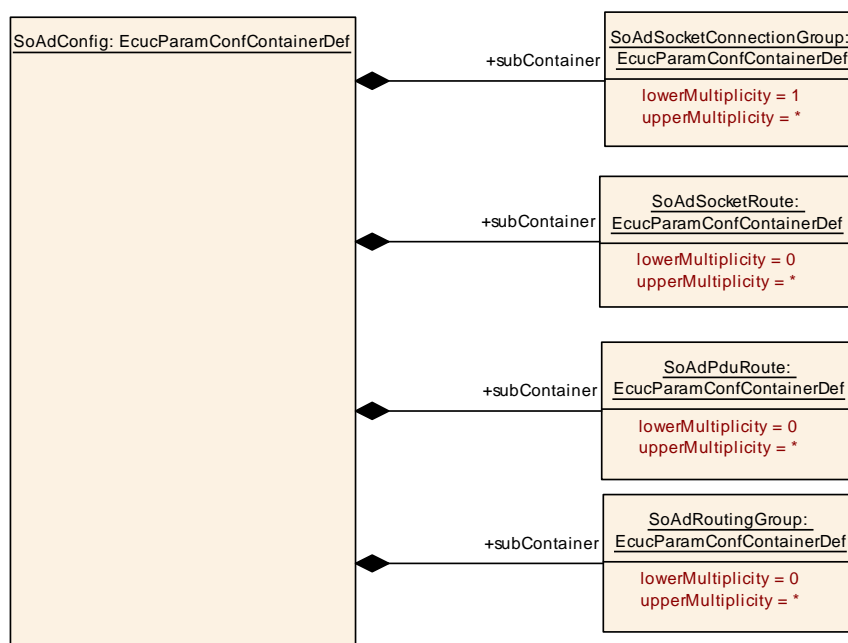 SoAdConfig: EcucParamConfContainerDef
SoAdSocketConnectionGroup:
EcucParamConfContainerDef
+subContainer
lowerMultiplicity = 1
upperMultiplicity = *
SoAdSocketRoute:
EcucParamConfContainerDef
+subContainer
lowerMultiplicity = 0
upperMultiplicity = *
SoAdPduRoute:
EcucParamConfContainerDef
+subContainer
lowerMultiplicity = 0
upperMultiplicity = *
SoAdRoutingGroup:
EcucParamConfContainerDef
+subContainer
lowerMultiplicity = 0
upperMultiplicity = *